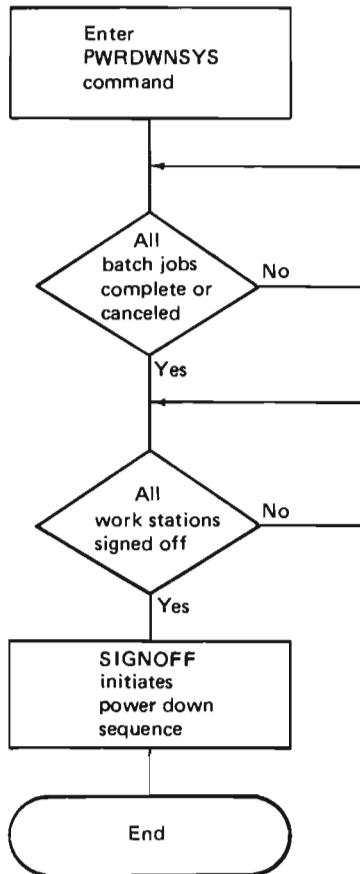 Enter
PWRDWNSYS
command
All
batch jobs
complete or
canceled
No
Yes
All
work stations
signed off
No
Yes
SIGNOFF
initiates
power down
sequence
End